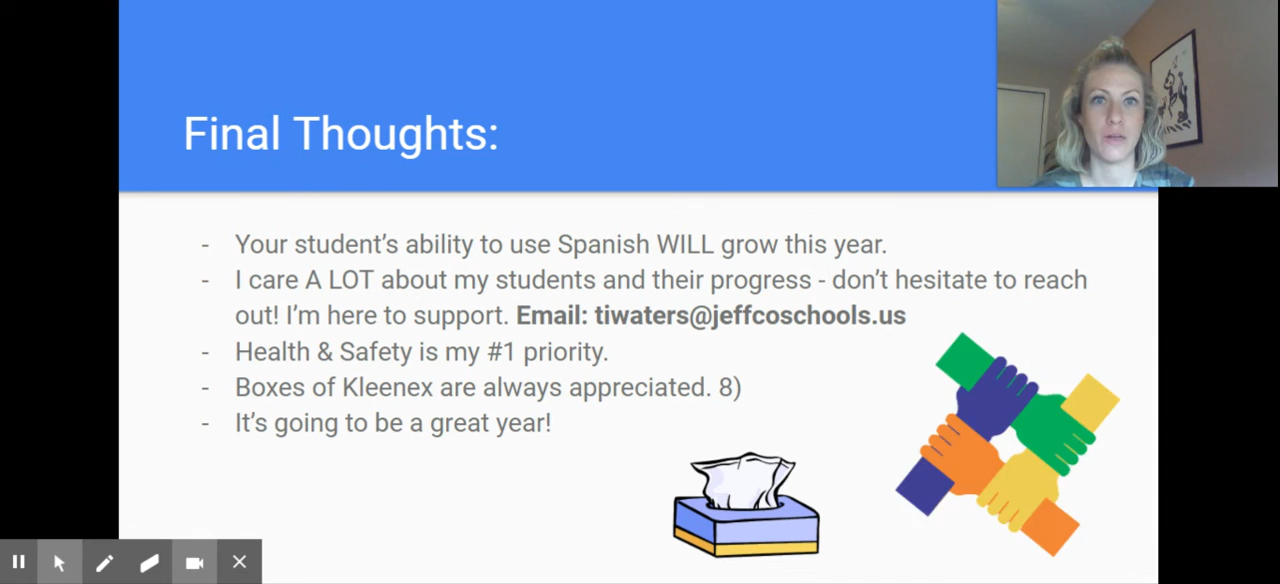 Final Thoughts:
- Your student's ability to use Spanish WILL grow this year.
- I care A LOT about my students and their progress - don't hesitate to reach
out! I'm here to support. Email: tiwaters@jeffcoschools.us
- Health & Safety is my #1 priority.
- Boxes of Kleenex are always appreciated. 8)
- It's going to be a great year!